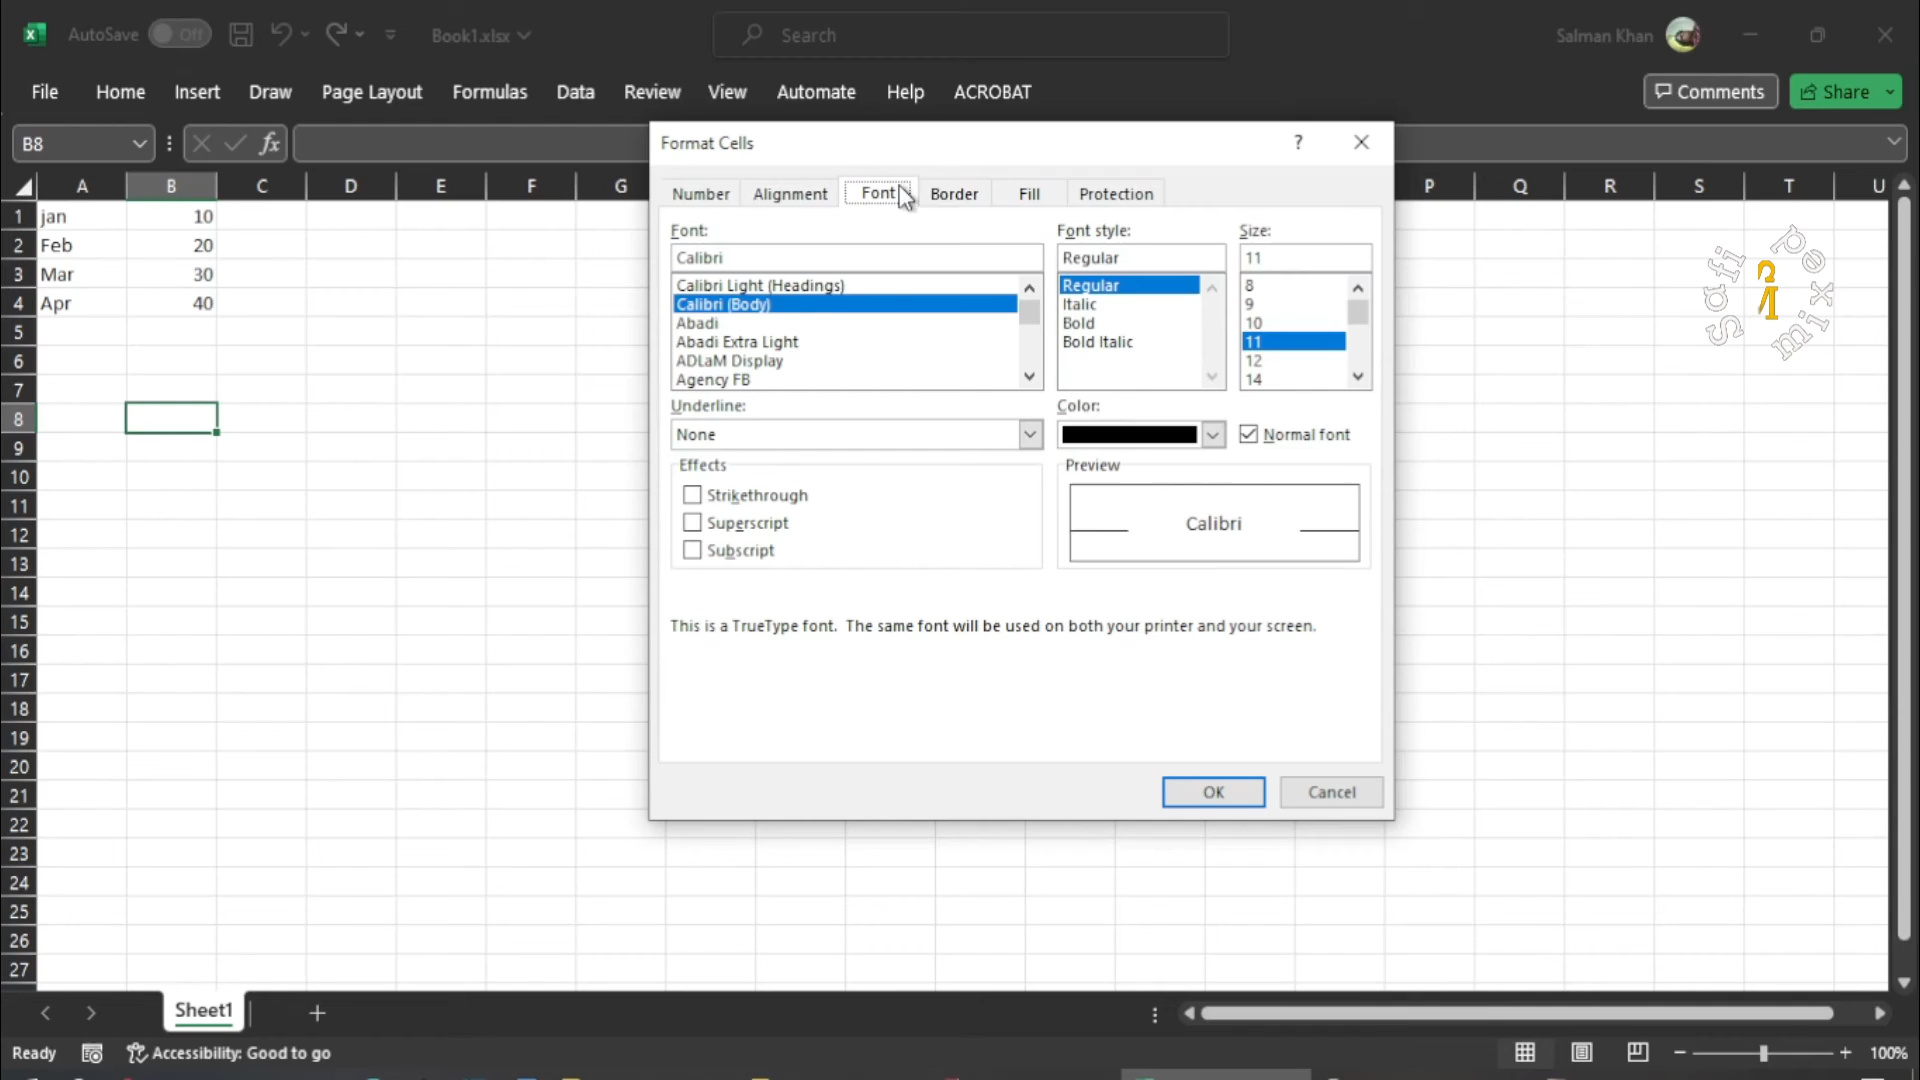 AutoSave Off Book1.xlsx Search Salman Khan
File Home Insert Draw Page Layout Formulas Data Review View Automate Help ACROBAT Comments Share
B8 fx
Format Cells ?
Number Alignment Font Border Fill Protection
A B C D E F G P Q R S T U
1 jan 10
2 Feb 20
3 Mar 30
4 Apr 40
5
6
7
8
9
10
11
12
13
14
15
16
17
18
19
20
21
22
23
24
25
26
27
Font: Font style: Size:
Calibri Regular 11
Calibri Light (Headings) Regular 8
Calibri (Body) Italic 9
Abadi Bold 10
Abadi Extra Light Bold Italic 11
ADLaM Display 12
Agency FB 14
Underline: Color:
None Normal font
Effects Preview
Strikethrough
Superscript
Subscript
Calibri
This is a TrueType font. The same font will be used on both your printer and your screen.
OK Cancel
Sheet1
Ready Accessibility: Good to go 100%